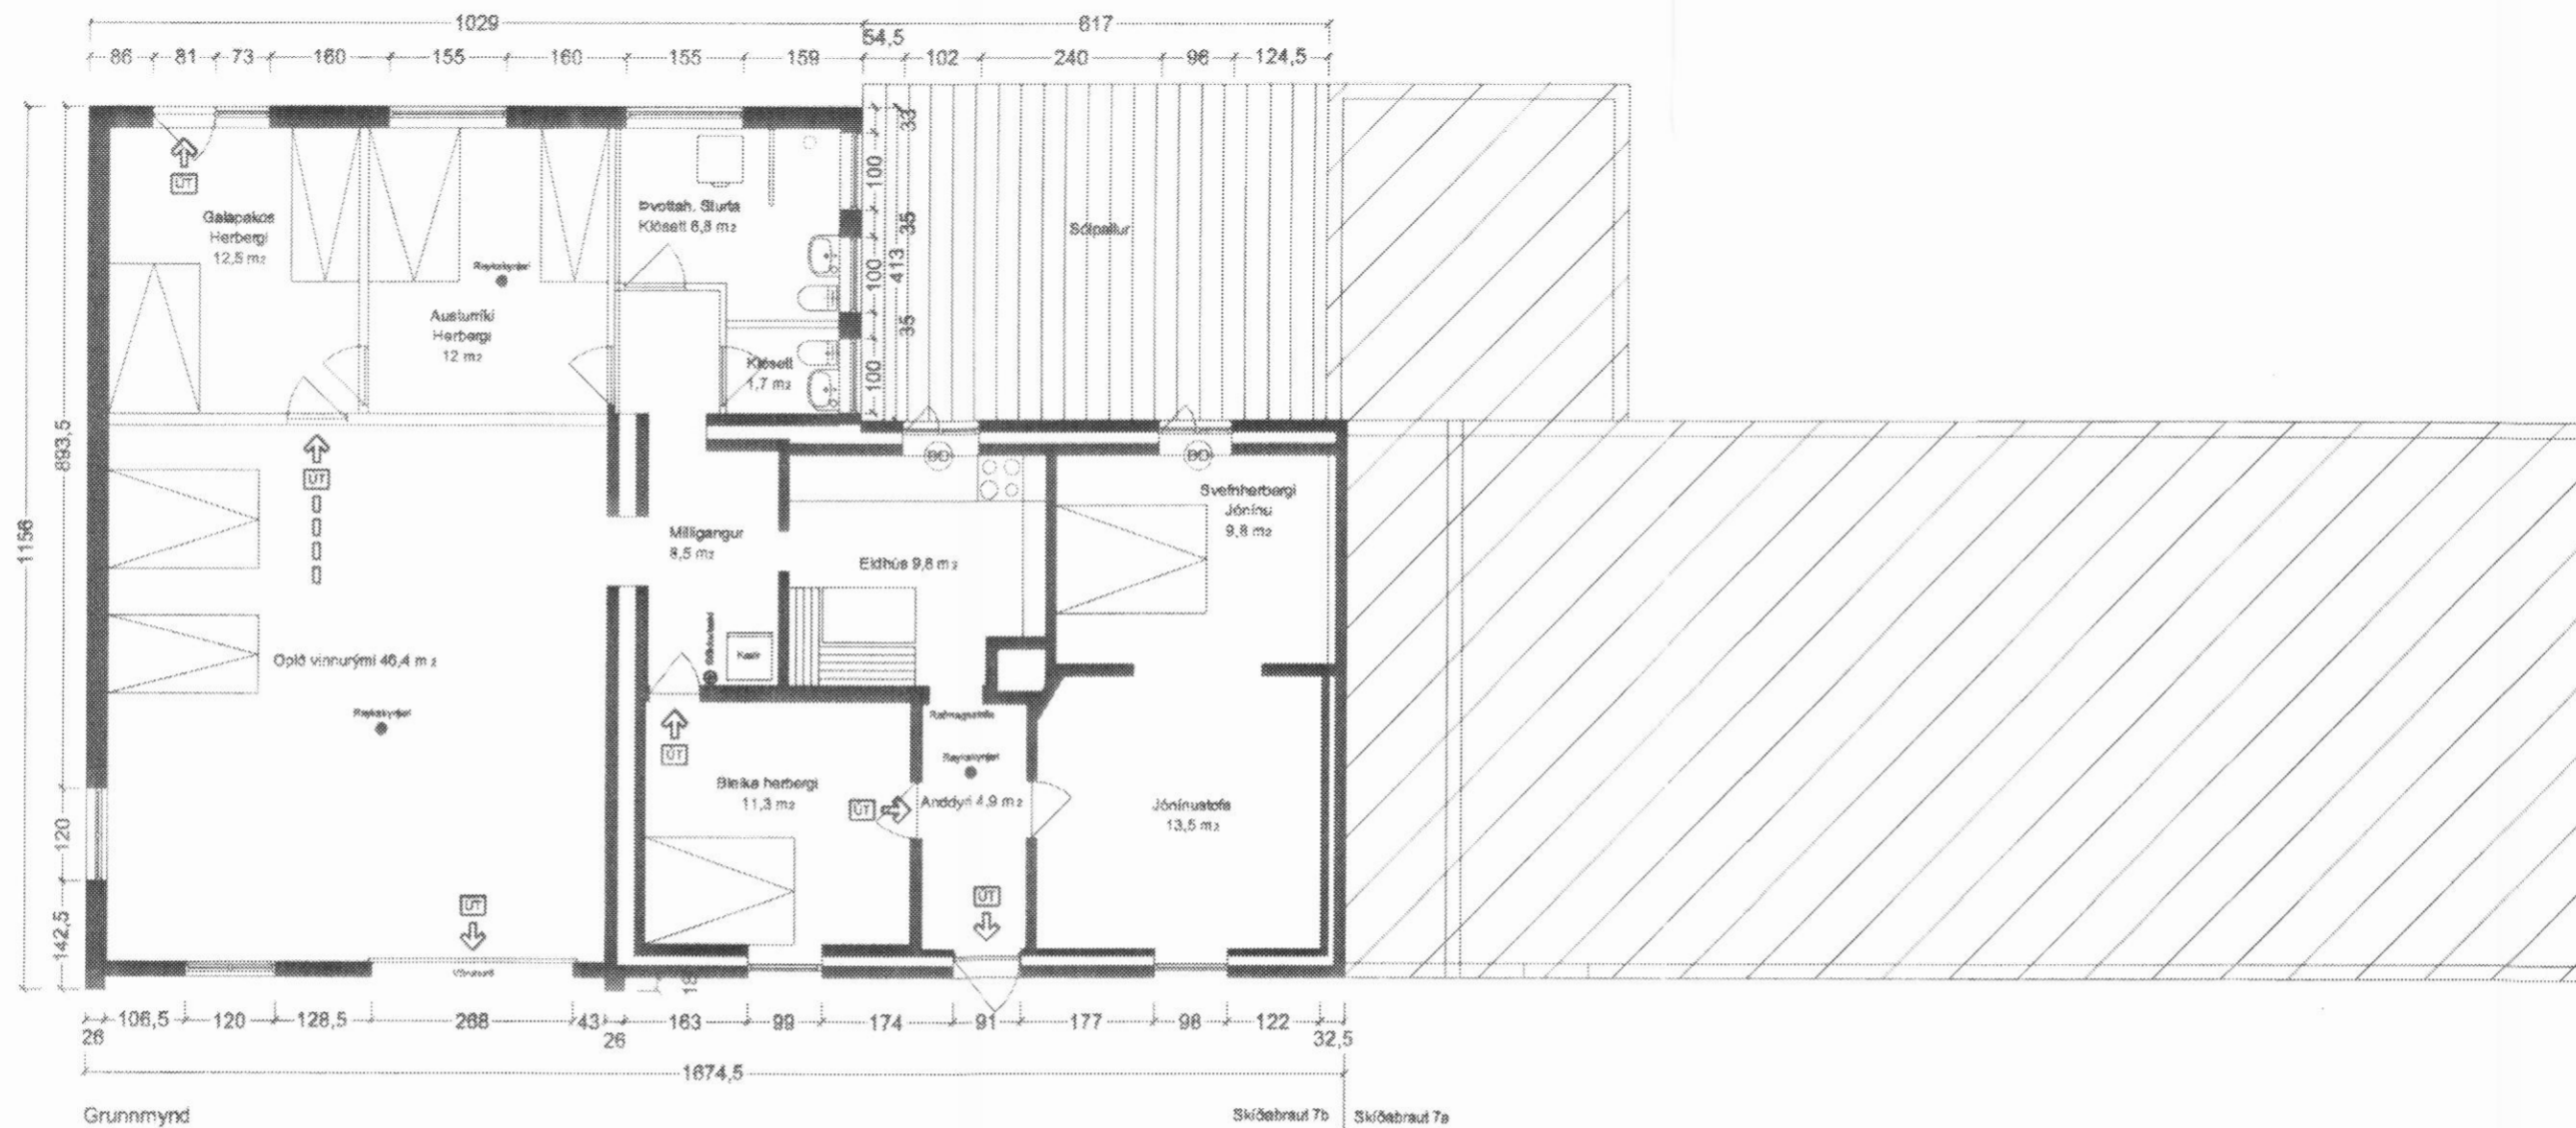 1029
617
86
81
73
160
155
160
155
159
54,5
102
240
96
124,5
33
100
35
100
413
35
100
ÚT
Galapakos
Herbergi
12,5 m2
Þvottah. Sturta
Klósett 6,8 m2
Sólpallur
Reykskynjari
Austurríki
Herbergi
12 m2
Klósett
1,7 m2
893,5
1156
120
142,5
ÚT
BO
BO
Svefnherbergi
Jónínu
9,8 m2
Milligangur
8,5 m2
Eldhús 9,8 m2
Opið vinnurými 46,4 m2
Reykskynjari
ÚT
Rafmagnstafla
Reykskynjari
Bleika herbergi
11,3 m2
ÚT
Anddyri 4,9 m2
Jónínustofa
13,5 m2
ÚT
ÚT
106,5
120
128,5
268
43
163
99
174
91
177
98
122
26
26
32,5
1674,5
Grunnmynd
Skíðabraut 7b
Skíðabraut 7a